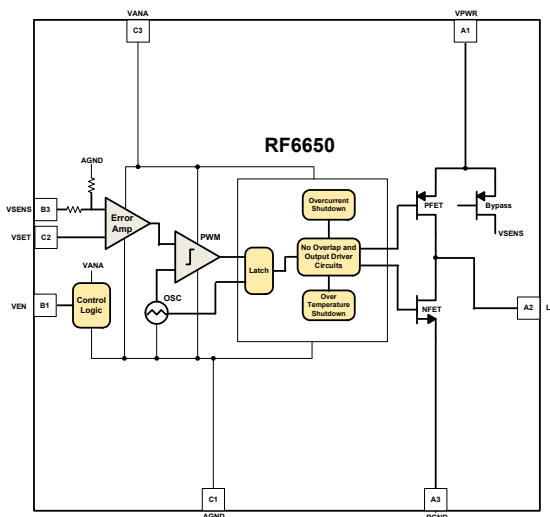 VANA
VPWR
C3
A1
RF6650
AGND
VSENS
B3
Error
Amp
VSET
C2
PWM
Overcurrent
Shutdown
PFET
Bypass
VSENS
No Overlap and
Output Driver
Circuits
Latch
VANA
VEN
B1
Control
Logic
OSC
Over
Temperature
Shutdown
NFET
A2
L
C1
A3
AGND
PGND